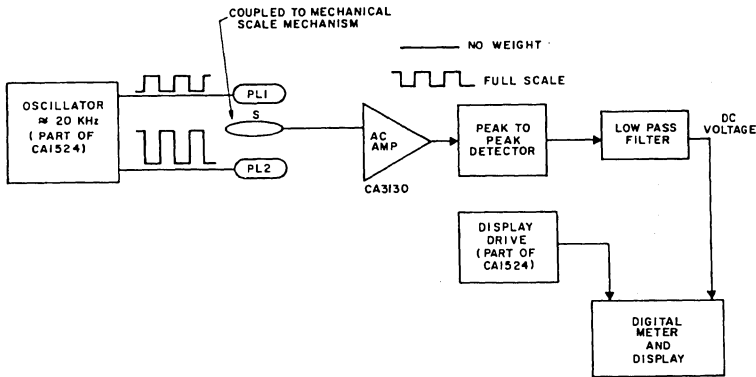 COUPLED TO MECHANICAL
SCALE MECHANISM
NO WEIGHT
FULL SCALE
OSCILLATOR
≈ 20 KHz
( PART OF
CA1524)
PL1
S
PL2
AC
AMP
CA3130
PEAK TO
PEAK
DETECTOR
LOW PASS
FILTER
DC
VOLTAGE
DISPLAY
DRIVE
( PART OF
CA1524)
DIGITAL
METER
AND
DISPLAY